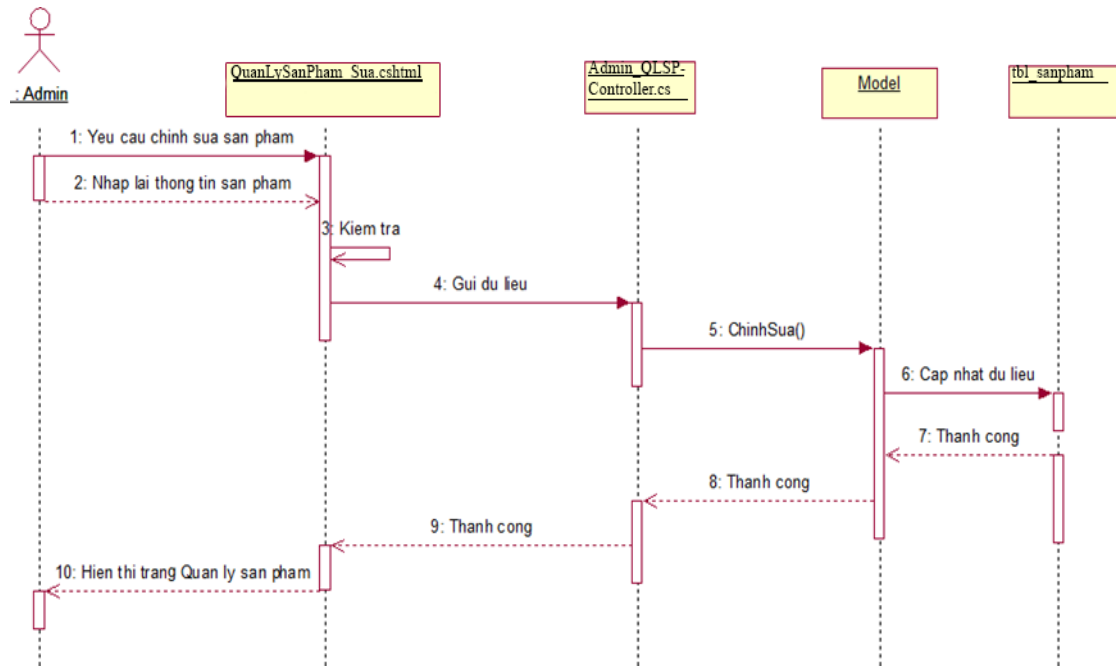 : Admin
QuanLySanPham_Sua.cshtml
Admin_QLSP-
Controller.cs
Model
tbl_sanpham
1: Yeu cau chinh sua san pham
2: Nhap lai thong tin san pham
3: Kiem tra
4: Gui du lieu
5: ChinhSua()
6: Cap nhat du lieu
7: Thanh cong
8: Thanh cong
9: Thanh cong
10: Hien thi trang Quan ly san pham